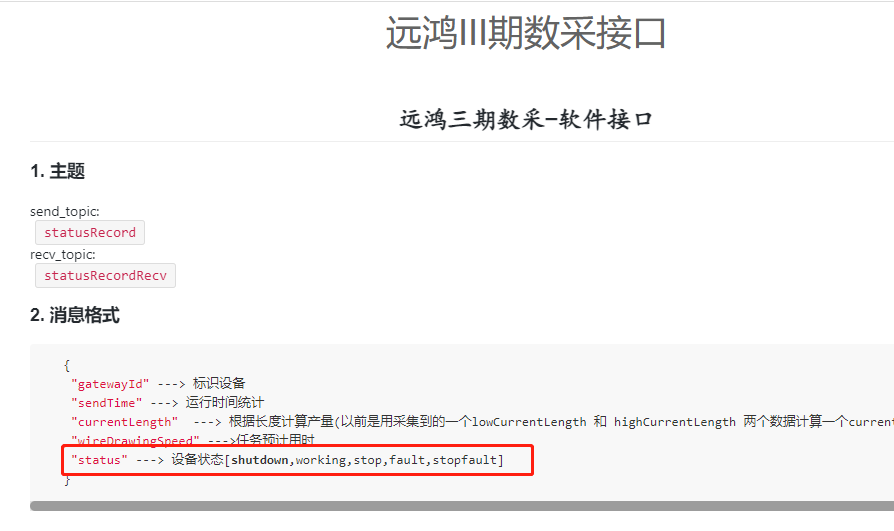 远鸿III期数采接口
远鸿三期数采-软件接口
1. 主题
send_topic:
statusRecord
recv_topic:
statusRecordRecv
2. 消息格式
{
"gatewayId" ---> 标识设备
"sendTime" ---> 运行时间统计
"currentLength" ---> 根据长度计算产量(以前是用采集到的一个lowCurrentLength 和 highCurrentLength 两个数据计算一个current
"wireDrawingSpeed" --->任务预计用时
"status" ---> 设备状态[shutdown,working,stop,fault,stopfault]
}